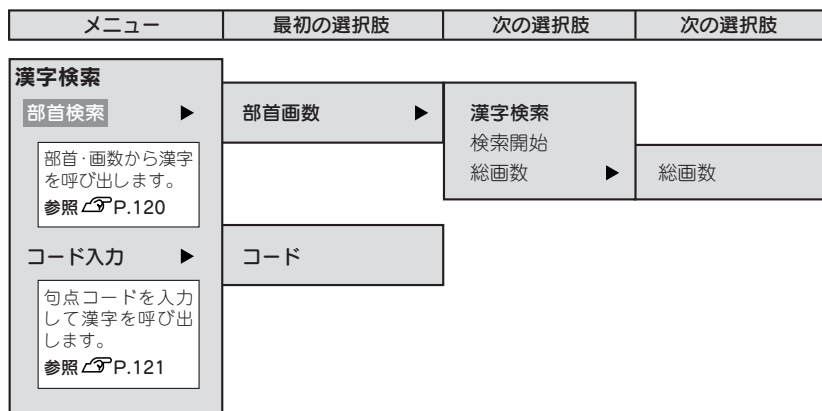 メニュー
最初の選択肢
次の選択肢
次の選択肢
漢字検索
部首検索 ▶
部首・画数から漢字
を呼び出します。
参照 P.120
コード入力 ▶
句点コードを入力
して漢字を呼び出
します。
参照 P.121
部首画数 ▶
コード
漢字検索
検索開始
総画数 ▶
総画数